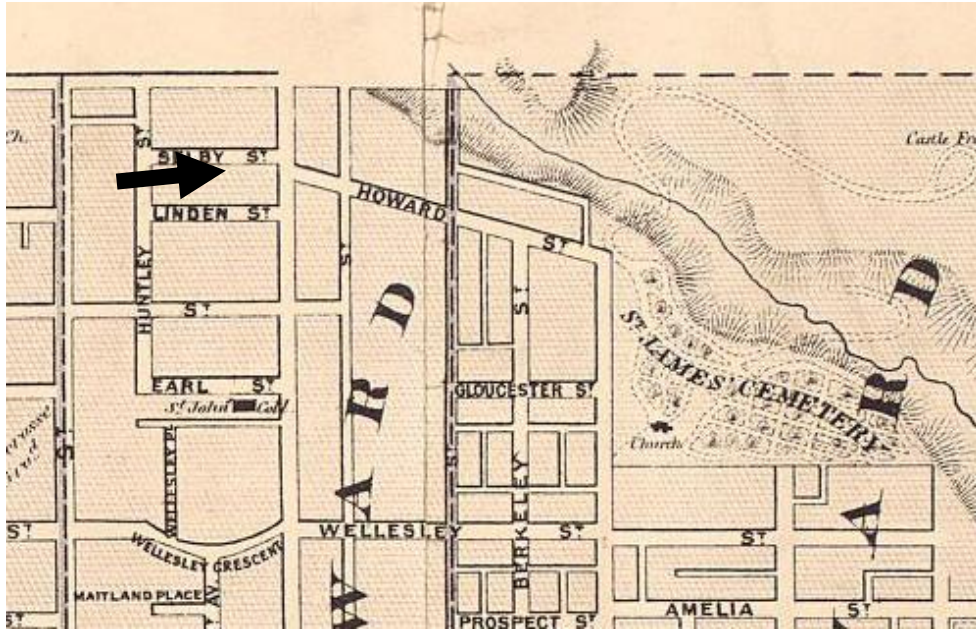 Ch.
Castle Fr
SELBY ST
HOWARD
LINDEN ST
ST
ST
HUNTLEY
ST
ST
ST
D
D
ST JAMES' CEMETERY
R
EARL ST
GLOUCESTER ST
St John's Coll
R
Church
ST
ST
WELLESLEY PL
BERKELEY
A
A
ST
WELLESLEY ST
ST
WELLESLEY CRESCENT
MAITLAND PLACE
AV.
W
AMELIA ST
ST
PROSPECT ST